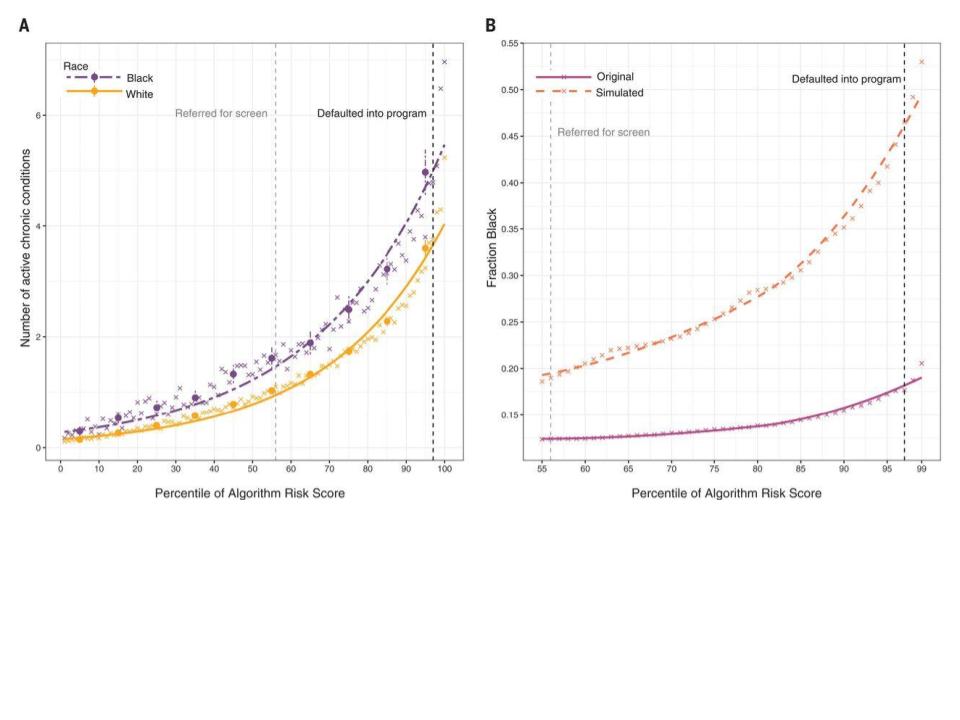 A
Race
Black
White
Referred for screen
Defaulted into program
Number of active chronic conditions
6
4
2
0
0 10 20 30 40 50 60 70 80 90 100
Percentile of Algorithm Risk Score
B
Original
Simulated
Defaulted into program
Referred for screen
Fraction Black
0.55
0.50
0.45
0.40
0.35
0.30
0.25
0.20
0.15
55 60 65 70 75 80 85 90 95 99
Percentile of Algorithm Risk Score